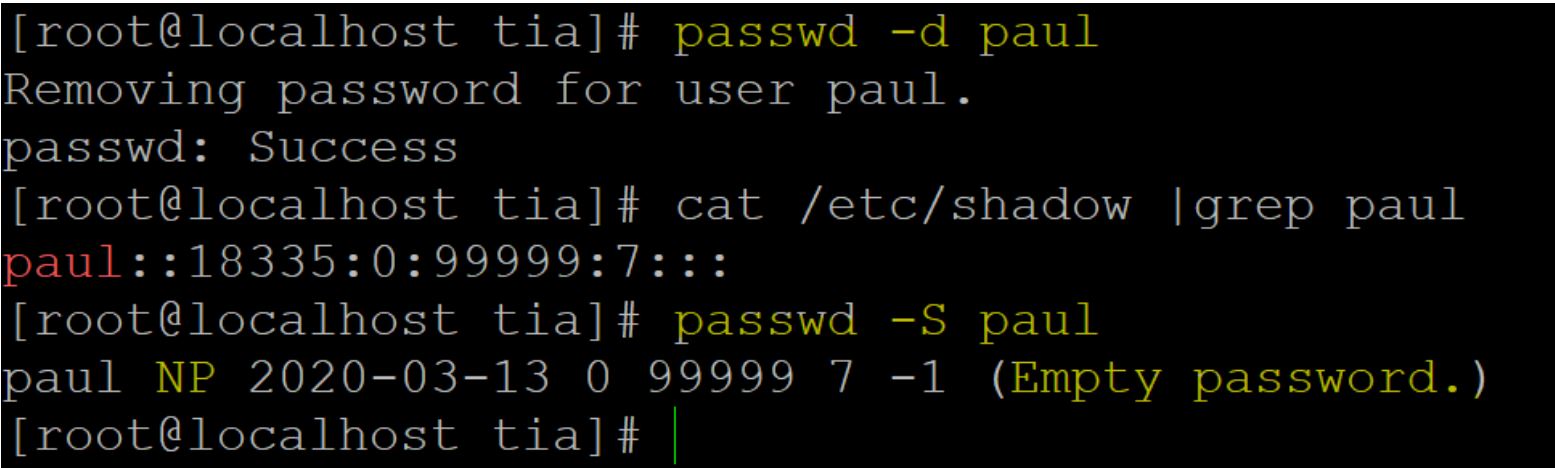 [root@localhost tia]# passwd -d paul
Removing password for user paul.
passwd: Success
[root@localhost tia]# cat /etc/shadow |grep paul
paul::18335:0:99999:7:::
[root@localhost tia]# passwd -S paul
paul NP 2020-03-13 0 99999 7 -1 (Empty password.)
[root@localhost tia]#